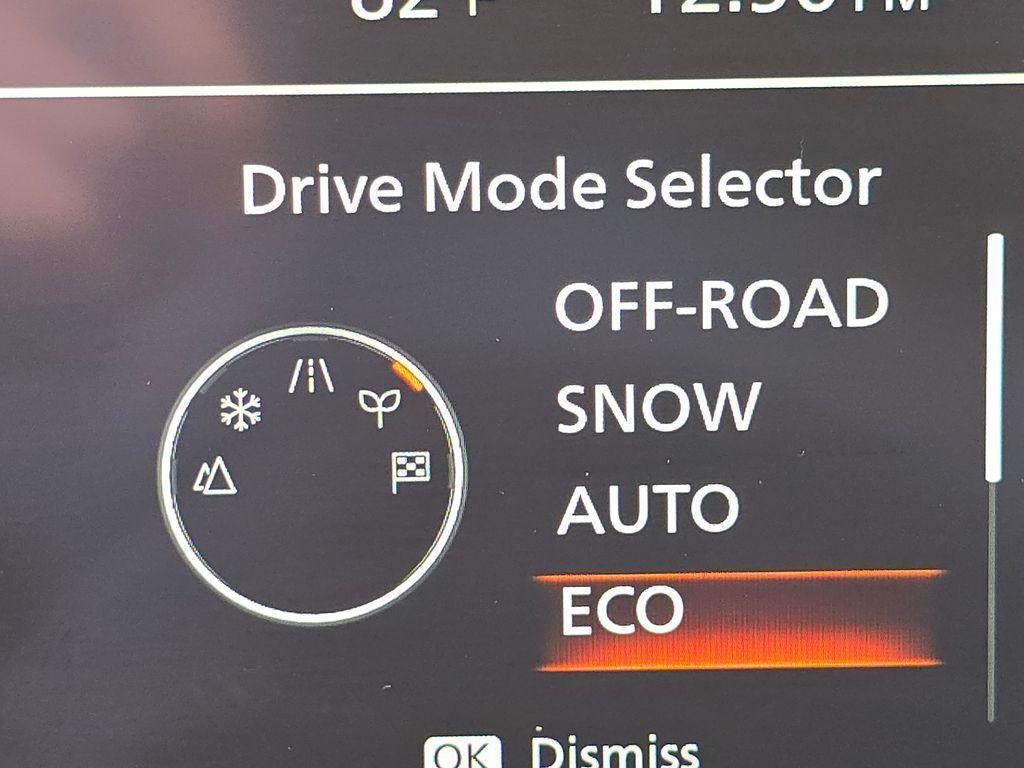 Drive Mode Selector
OFF-ROAD
SNOW
AUTO
ECO
OK Dismiss